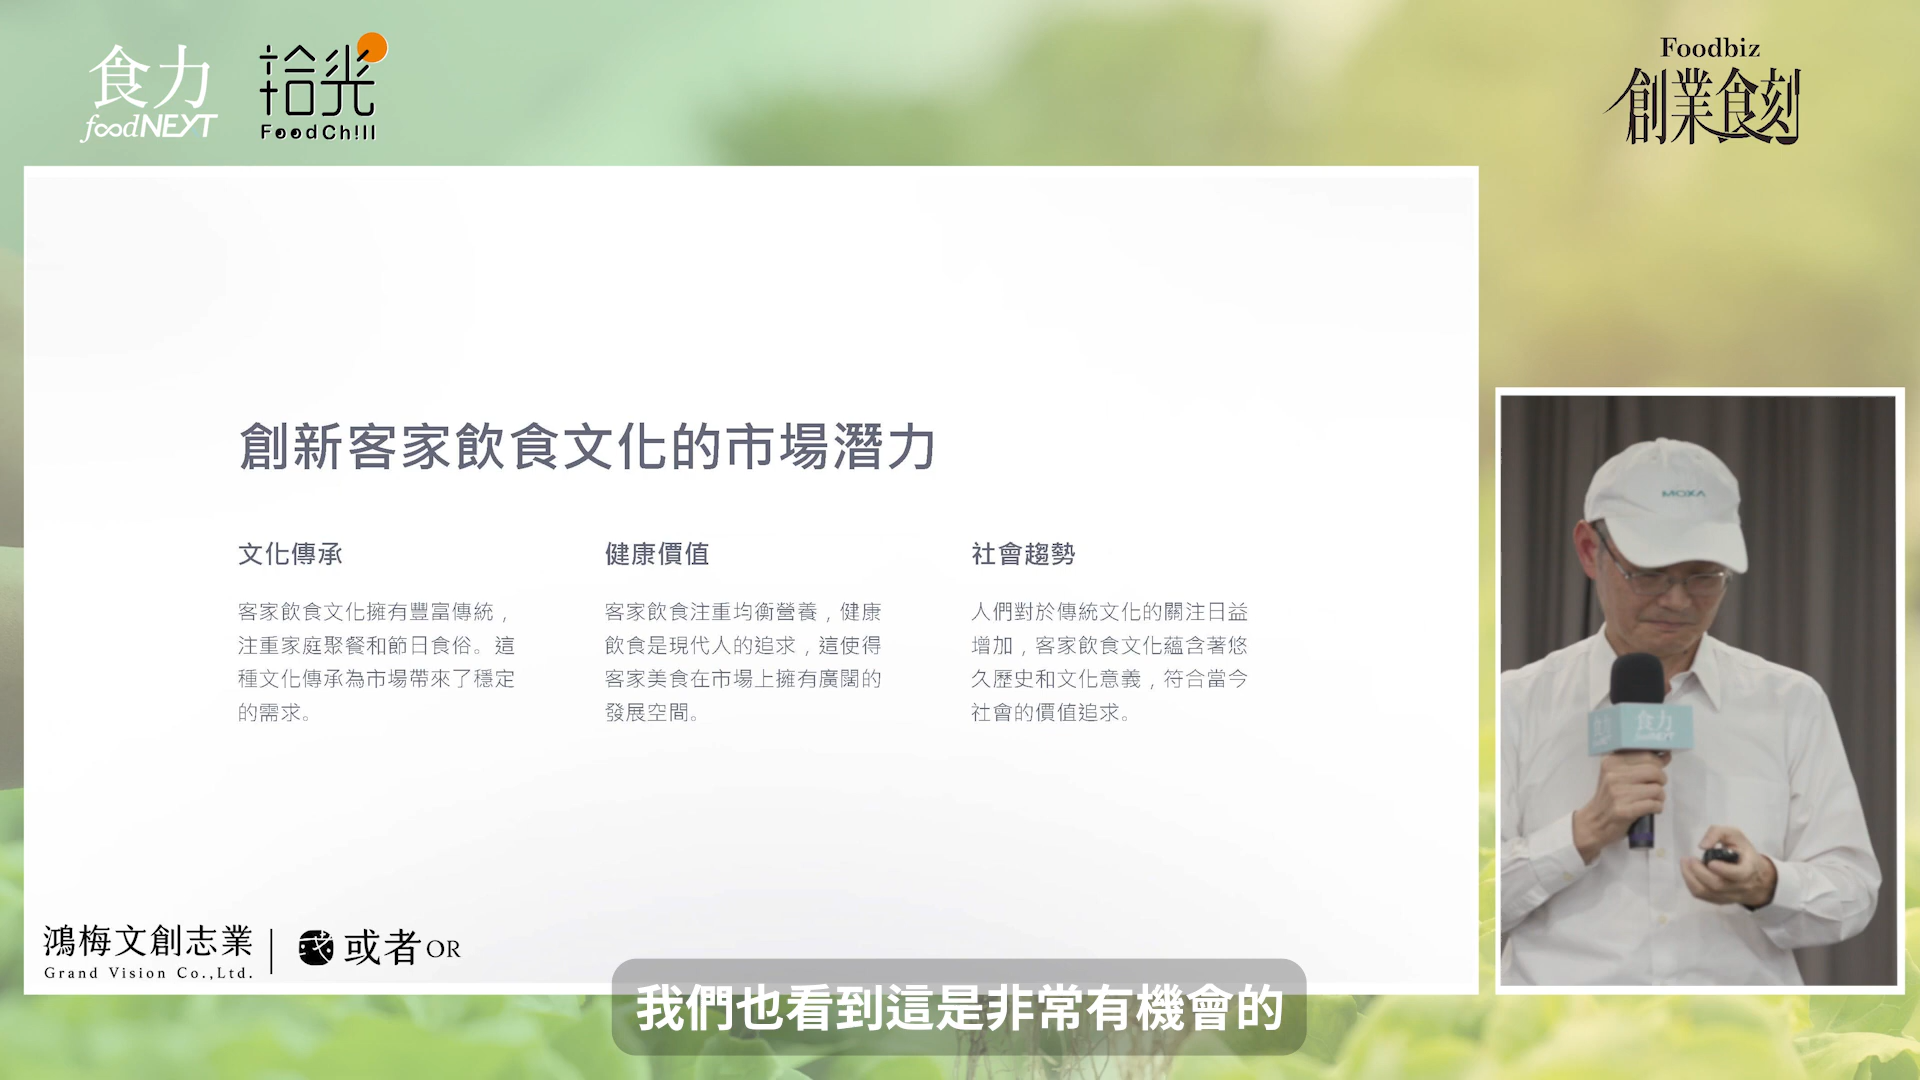 食力
foodNEXT
拾光
FoodCh!ll
Foodbiz
創業食刻
創新客家飲食文化的市場潛力
文化傳承
客家飲食文化擁有豐富傳統，
注重家庭聚餐和節日食俗。這
種文化傳承為市場帶來了穩定
的需求。
健康價值
客家飲食注重均衡營養，健康
飲食是現代人的追求，這使得
客家美食在市場上擁有廣闊的
發展空間。
社會趨勢
人們對於傳統文化的關注日益
增加，客家飲食文化蘊含著悠
久歷史和文化意義，符合當今
社會的價值追求。
MOXA
食力
foodNEXT
鴻梅文創志業
Grand Vision Co.,Ltd.
或者OR
我們也看到這是非常有機會的